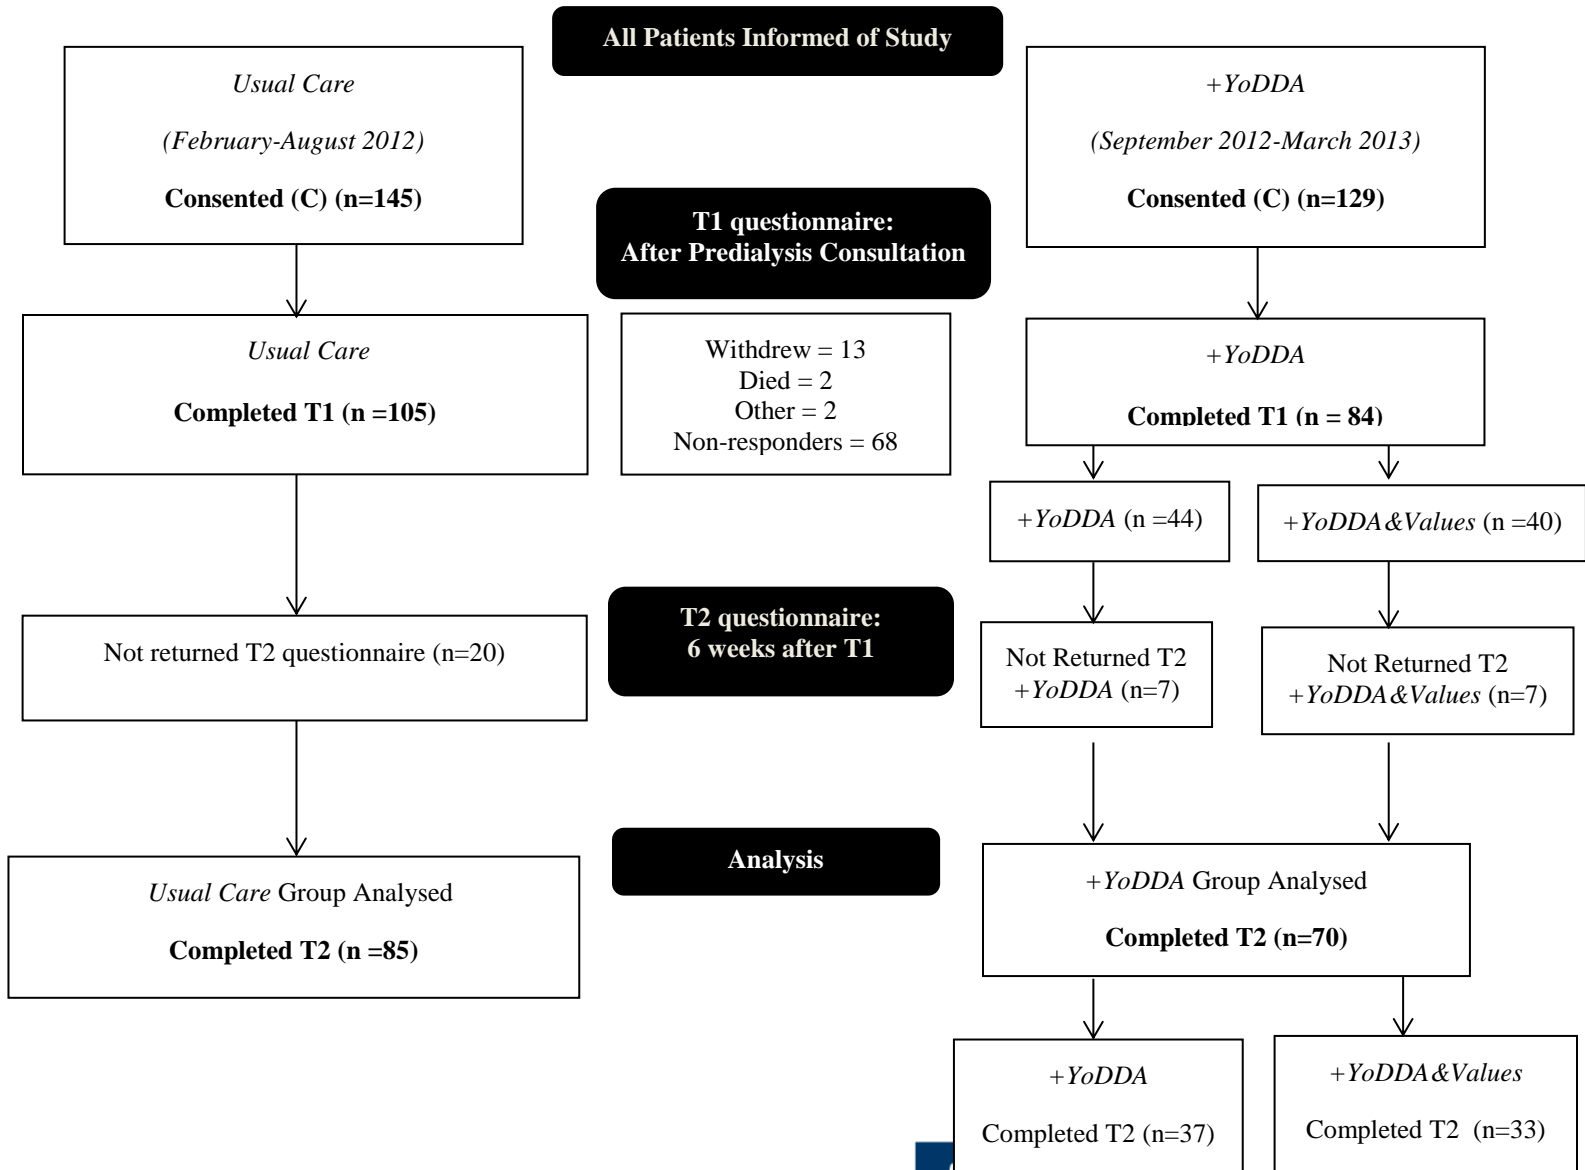 All Patients Informed of Study
Usual Care
(February-August 2012)
Consented (C) (n=145)
+YoDDA
(September 2012-March 2013)
Consented (C) (n=129)
T1 questionnaire:
After Predialysis Consultation
Usual Care
Completed T1 (n =105)
Withdrew = 13
Died = 2
Other = 2
Non-responders = 68
+YoDDA
Completed T1 (n = 84)
+YoDDA (n =44)
+YoDDA&Values (n =40)
Not returned T2 questionnaire (n=20)
T2 questionnaire:
6 weeks after T1
Not Returned T2
+YoDDA (n=7)
Not Returned T2
+YoDDA&Values (n=7)
Analysis
Usual Care Group Analysed
Completed T2 (n =85)
+YoDDA Group Analysed
Completed T2 (n=70)
+YoDDA
Completed T2 (n=37)
+YoDDA&Values
Completed T2 (n=33)